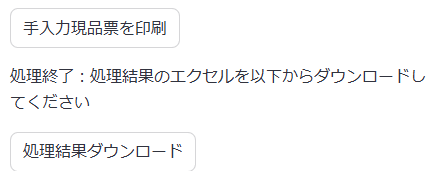 手入力現品票を印刷
処理終了：処理結果のエクセルを以下からダウンロードし
てください
処理結果ダウンロード